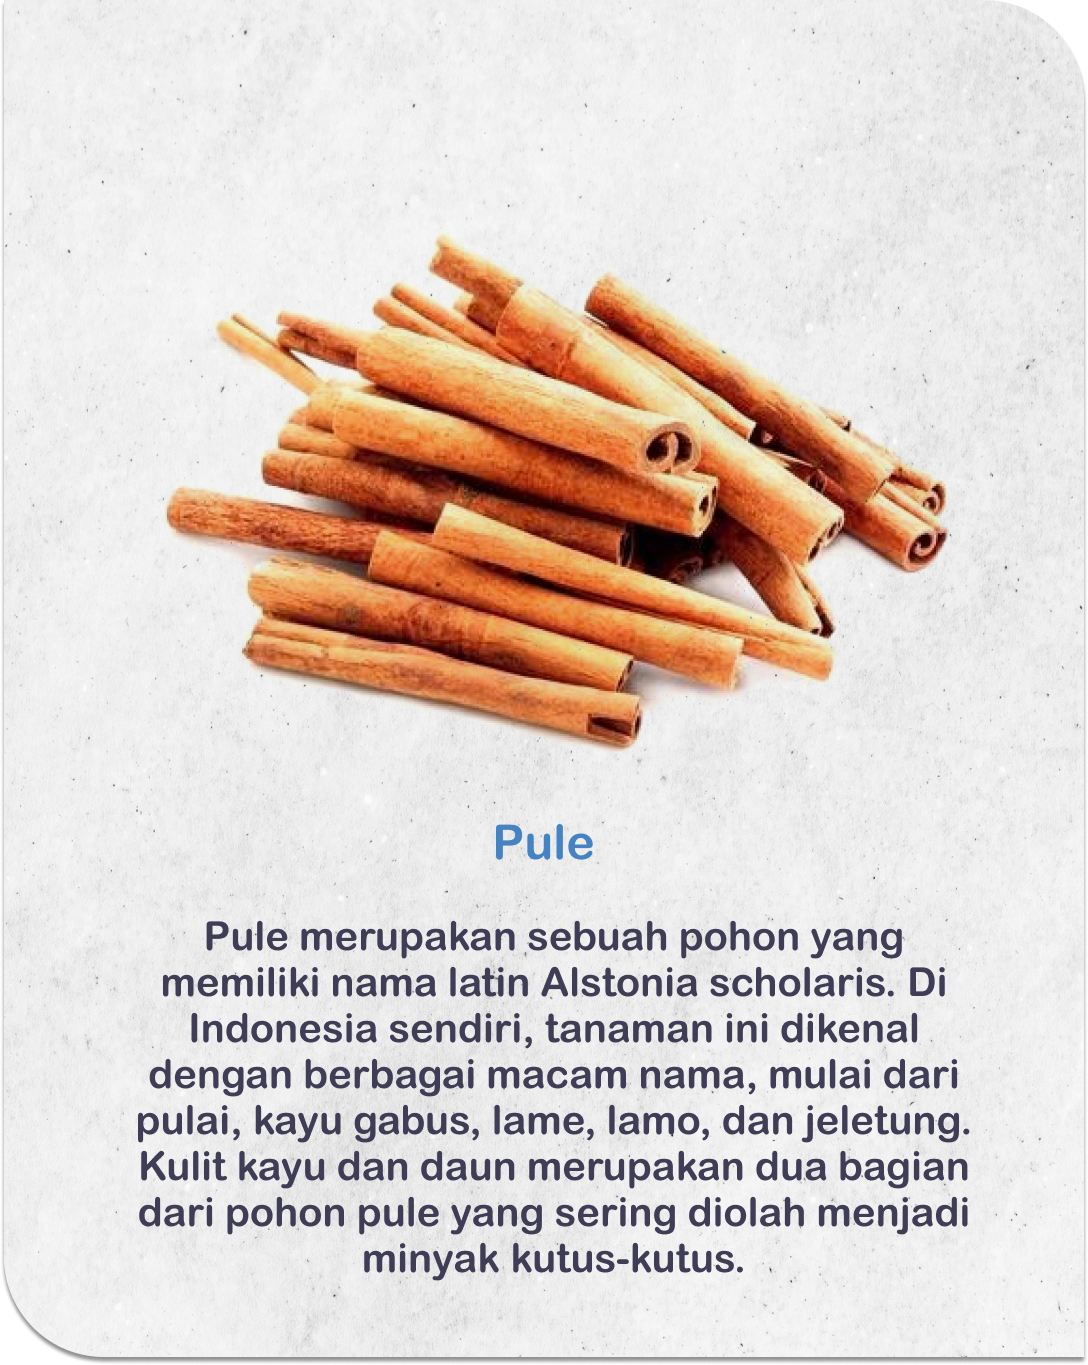 Pule
Pule merupakan sebuah pohon yang
memiliki nama latin Alstonia scholaris. Di
Indonesia sendiri, tanaman ini dikenal
dengan berbagai macam nama, mulai dari
pulai, kayu gabus, lame, lamo, dan jeletung.
Kulit kayu dan daun merupakan dua bagian
dari pohon pule yang sering diolah menjadi
minyak kutus-kutus.